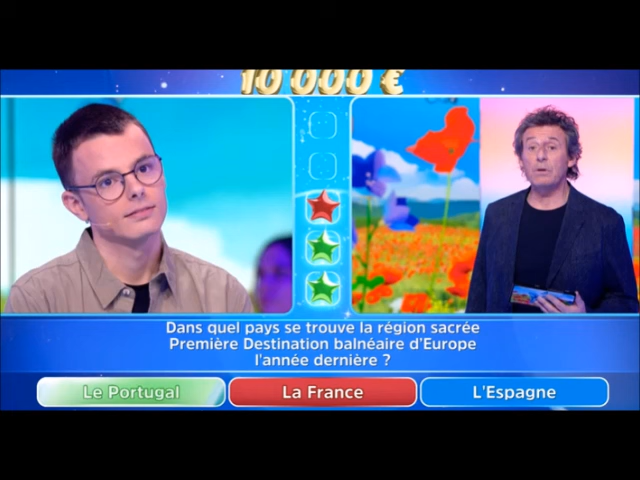 10 000 €
Dans quel pays se trouve la région sacrée
Première Destination balnéaire d'Europe
l'année dernière ?
Le Portugal
La France
L'Espagne